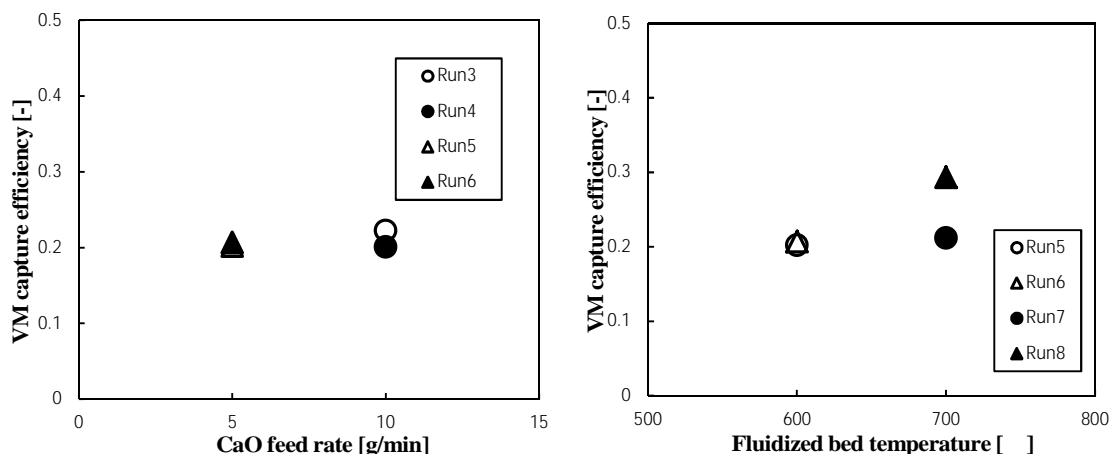 VM capture efficiency [-]
0.5
0.4
0.3
0.2
0.1
0
0
5
10
15
CaO feed rate [g/min]
Run3
Run4
Run5
Run6
VM capture efficiency [-]
0.5
0.4
0.3
0.2
0.1
0
500
600
700
800
Fluidized bed temperature [ ]
Run5
Run6
Run7
Run8